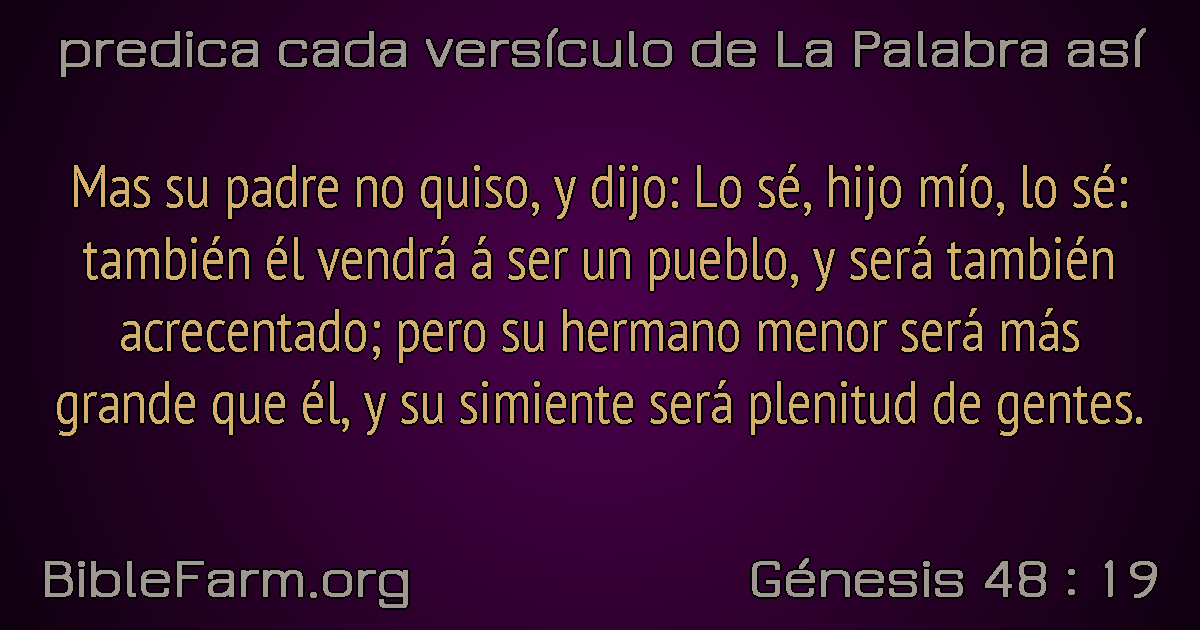 predica cada versículo de La Palabra así
Mas su padre no quiso, y dijo: Lo sé, hijo mío, lo sé:
también él vendrá á ser un pueblo, y será también
acrecentado; pero su hermano menor será más
grande que él, y su simiente será plenitud de gentes.
BibleFarm.org
Génesis 48 : 19